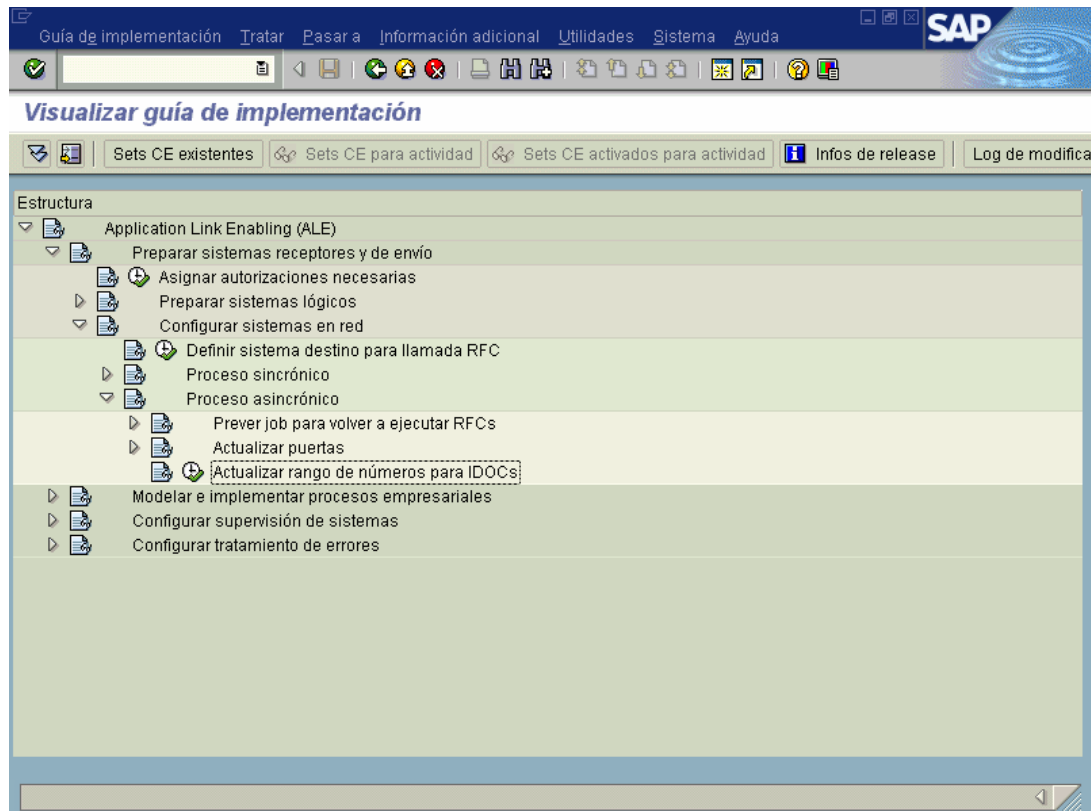 Guía de implementación Tratar Pasar a Información adicional Utilidades Sistema Ayuda
SAP
Visualizar guía de implementación
Sets CE existentes Sets CE para actividad Sets CE activados para actividad Infos de release Log de modifica
Estructura
Application Link Enabling (ALE)
Preparar sistemas receptores y de envío
Asignar autorizaciones necesarias
Preparar sistemas lógicos
Configurar sistemas en red
Definir sistema destino para llamada RFC
Proceso sincrónico
Proceso asincrónico
Prever job para volver a ejecutar RFCs
Actualizar puertas
Actualizar rango de números para IDOCs
Modelar e implementar procesos empresariales
Configurar supervisión de sistemas
Configurar tratamiento de errores